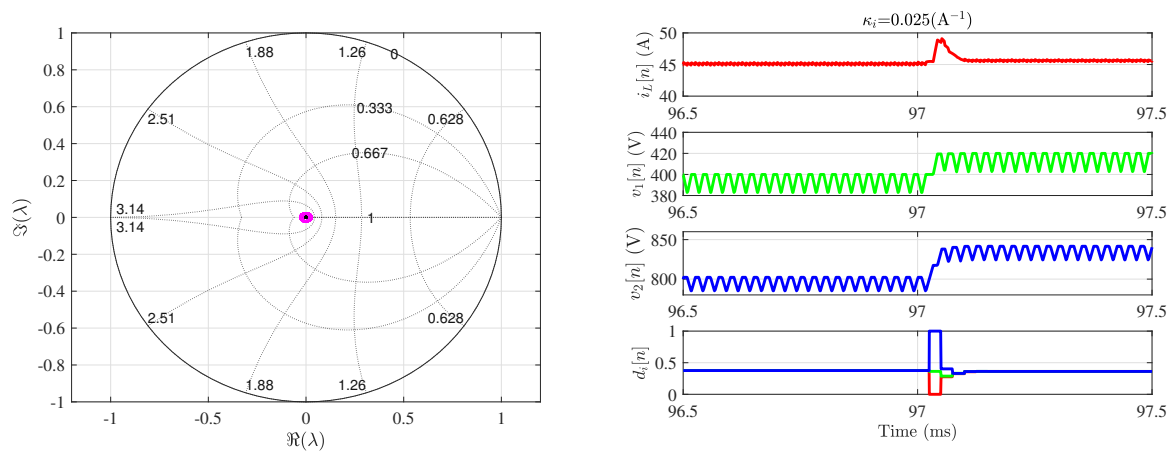 1
0.8
0.6
0.4
0.2
0
-0.2
-0.4
-0.6
-0.8
-1
-1 -0.5 0 0.5 1
ℑ(λ)
ℜ(λ)
1.88 1.26 0
2.51 0.333 0.628
0.667
3.14
3.14 1
2.51 0.628
1.88 1.26
κᵢ=0.025(A⁻¹)
i_L[n] (A)
50
45
40
96.5 97 97.5
v₁[n] (V)
440
420
400
380
96.5 97 97.5
v₂[n] (V)
850
800
96.5 97 97.5
dᵢ[n]
1
0.5
0
96.5 97 97.5
Time (ms)